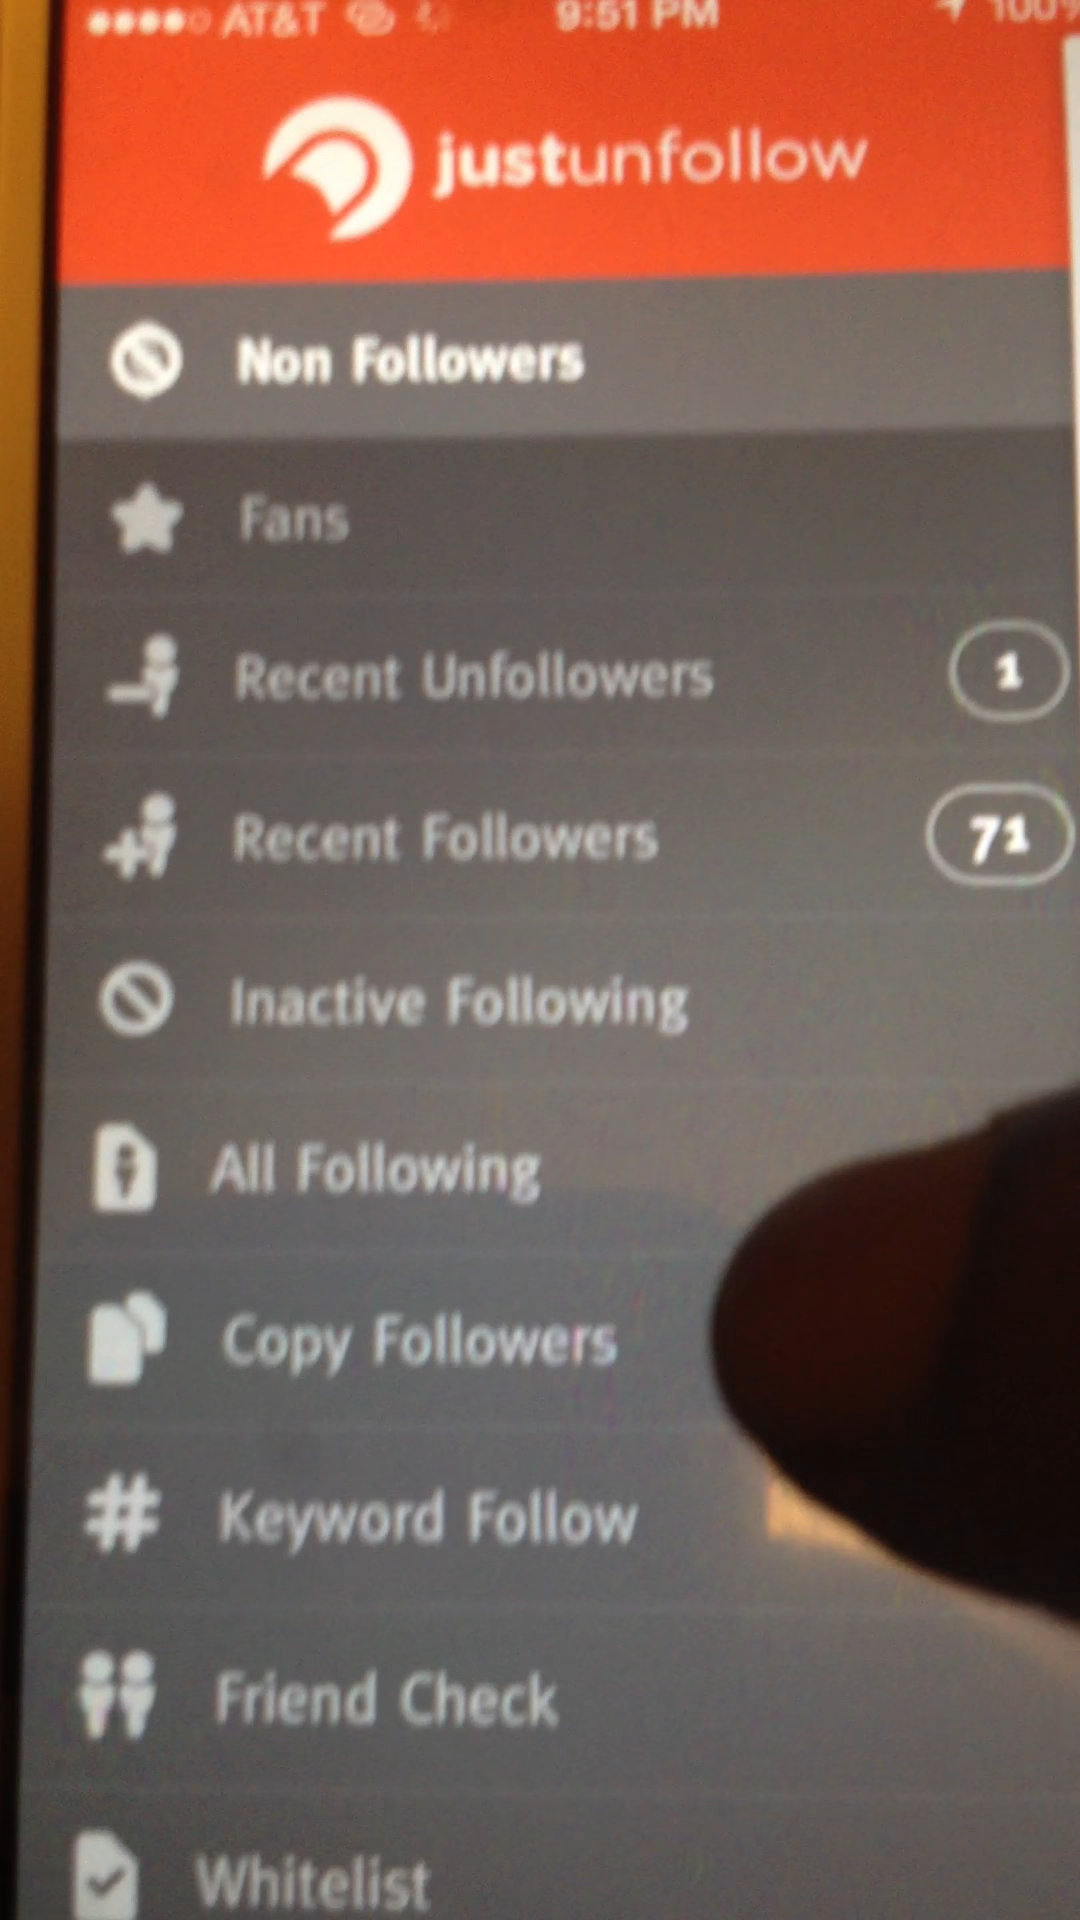 AT&T 9:51 PM 100%
justunfollow
Non Followers
Fans
Recent Unfollowers 1
Recent Followers 71
Inactive Following
All Following
Copy Followers
Keyword Follow
Friend Check
Whitelist